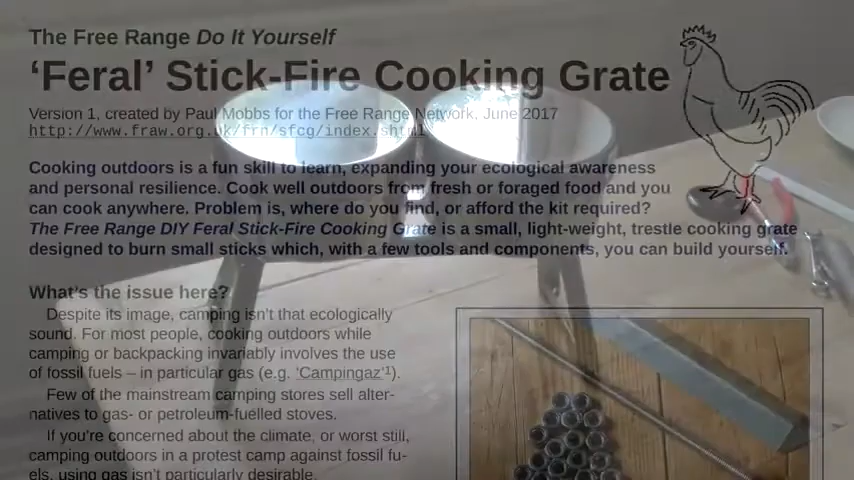 The Free Range Do It Yourself
‘Feral’ Stick-Fire Cooking Grate
Version 1, created by Paul Mobbs for the Free Range Network, June 2017
http://www.fraw.org.uk/frn/sfcg/index.shtml
Cooking outdoors is a fun skill to learn, expanding your ecological awareness
and personal resilience. Cook well outdoors from fresh or foraged food and you
can cook anywhere. Problem is, where do you find, or afford the kit required?
The Free Range DIY Feral Stick-Fire Cooking Grate is a small, light-weight, trestle cooking grate
designed to burn small sticks which, with a few tools and components, you can build yourself.
What's the issue here?
Despite its image, camping isn't that ecologically
sound. For most people, cooking outdoors while
camping or backpacking invariably involves the use
of fossil fuels – in particular gas (e.g. ‘Campingaz’¹).
Few of the mainstream camping stores sell alter-
natives to gas- or petroleum-fuelled stoves.
If you're concerned about the climate, or worst still,
camping outdoors in a protest camp against fossil fu-
els, using gas isn't particularly desirable.